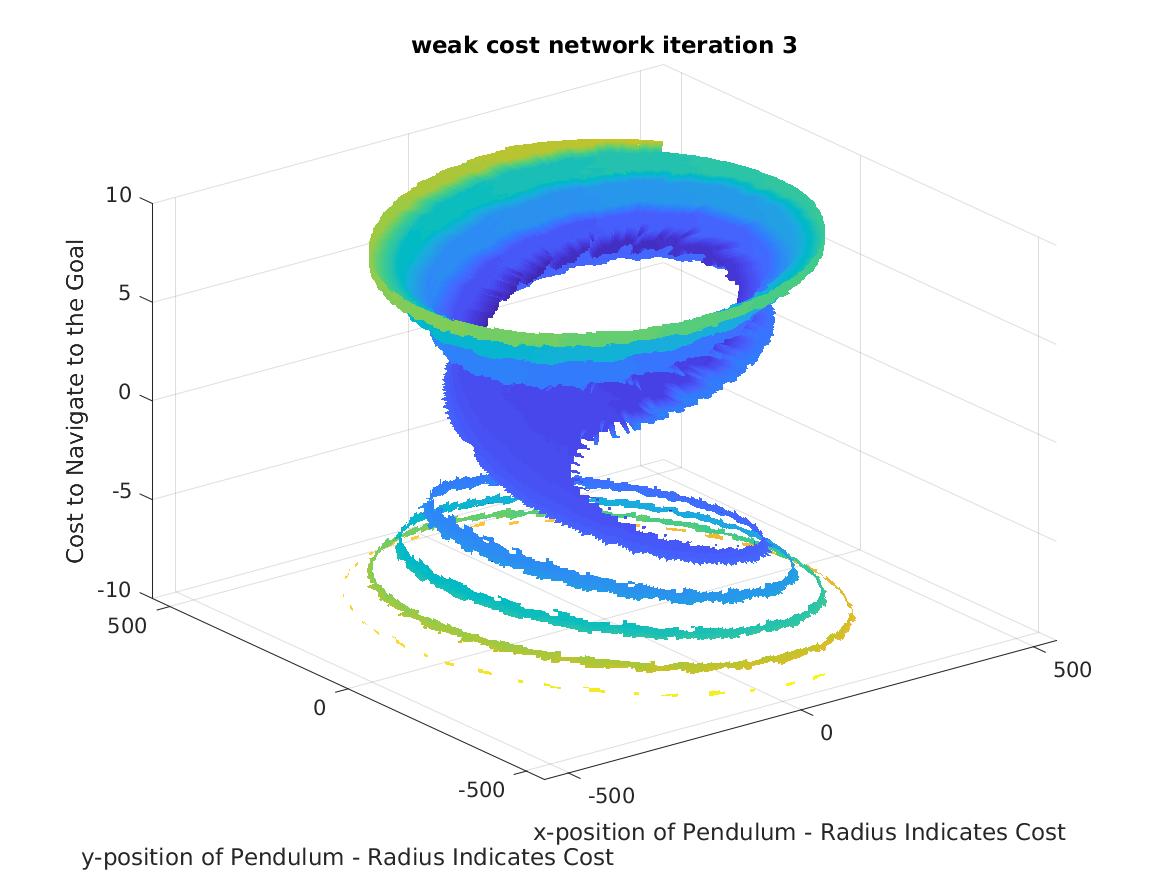 weak cost network iteration 3
10
5
0
-5
-10
Cost to Navigate to the Goal
500
0
-500
-500
0
500
x-position of Pendulum - Radius Indicates Cost
y-position of Pendulum - Radius Indicates Cost